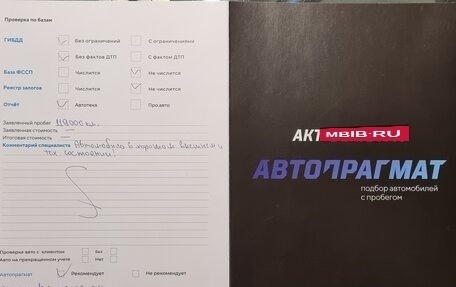 Проверка по базам
ГИБДД Без ограничений С ограничениями
Без фактов ДТП С фактом ДТП
База ФССП Числится Не числится
Реестр залогов Числится Не числится
Отчёт Автотека Про.авто
Заявленный пробег 119000 км.
Заявленная стоимость —
Итоговая стоимость —
Комментарий специалиста Автомобиль в хорошем внешнем и
тех состоянии!
Проверка авто с клиентом Без
Авто на прекращенном учете Нет
Автопрагмат Рекомендует Не рекомендует
АКТ
MBIB.RU
АВТОПРАГМАТ
подбор автомобилей
с пробегом